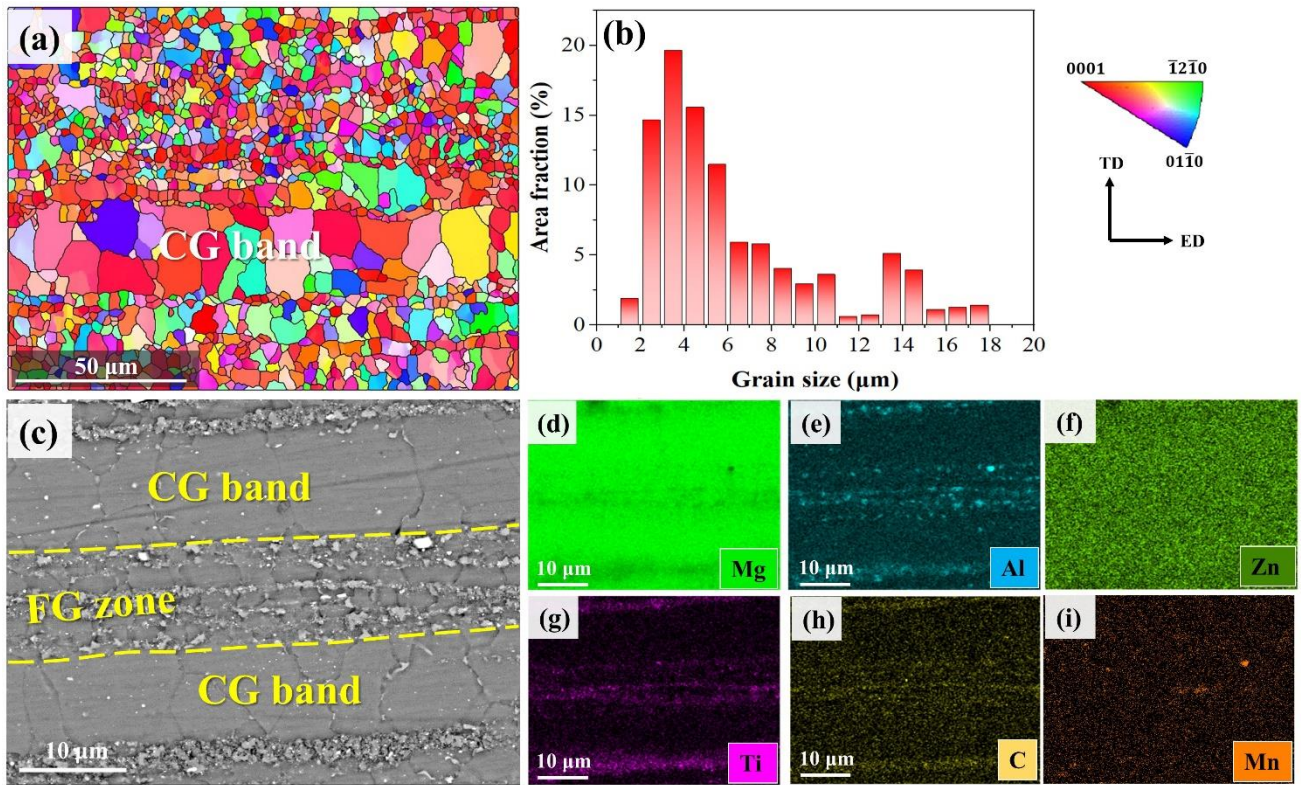 (a)
CG band
50 μm
(b)
Area fraction (%)
20
15
10
5
0
0 2 4 6 8 10 12 14 16 18 20
Grain size (μm)
0001 1̅21̅0
011̅0
TD
ED
(c)
CG band
FG zone
CG band
10 μm
(d)
10 μm Mg
(e)
10 μm Al
(f)
Zn
(g)
10 μm Ti
(h)
10 μm C
(i)
Mn